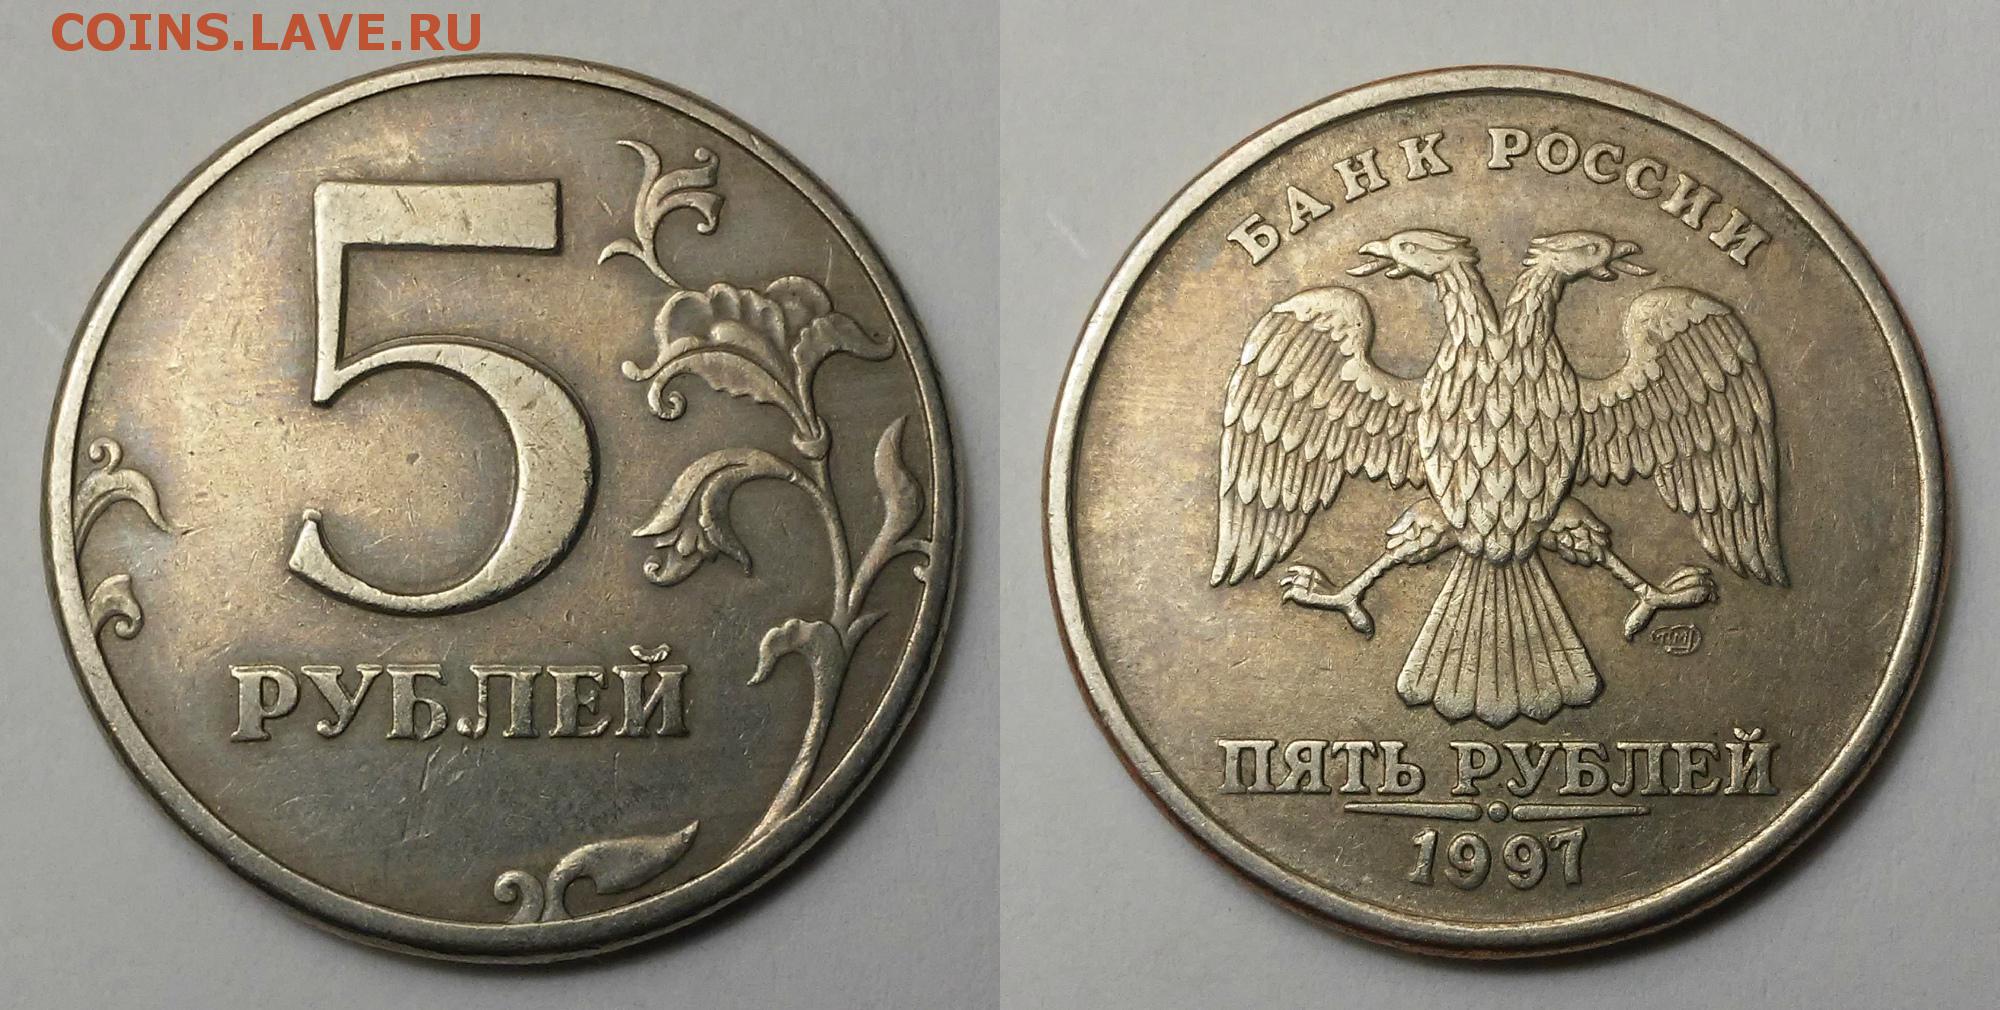 COINS.LAVE.RU
5
РУБЛЕЙ
БАНК РОССИИ
ПЯТЬ РУБЛЕЙ
1997